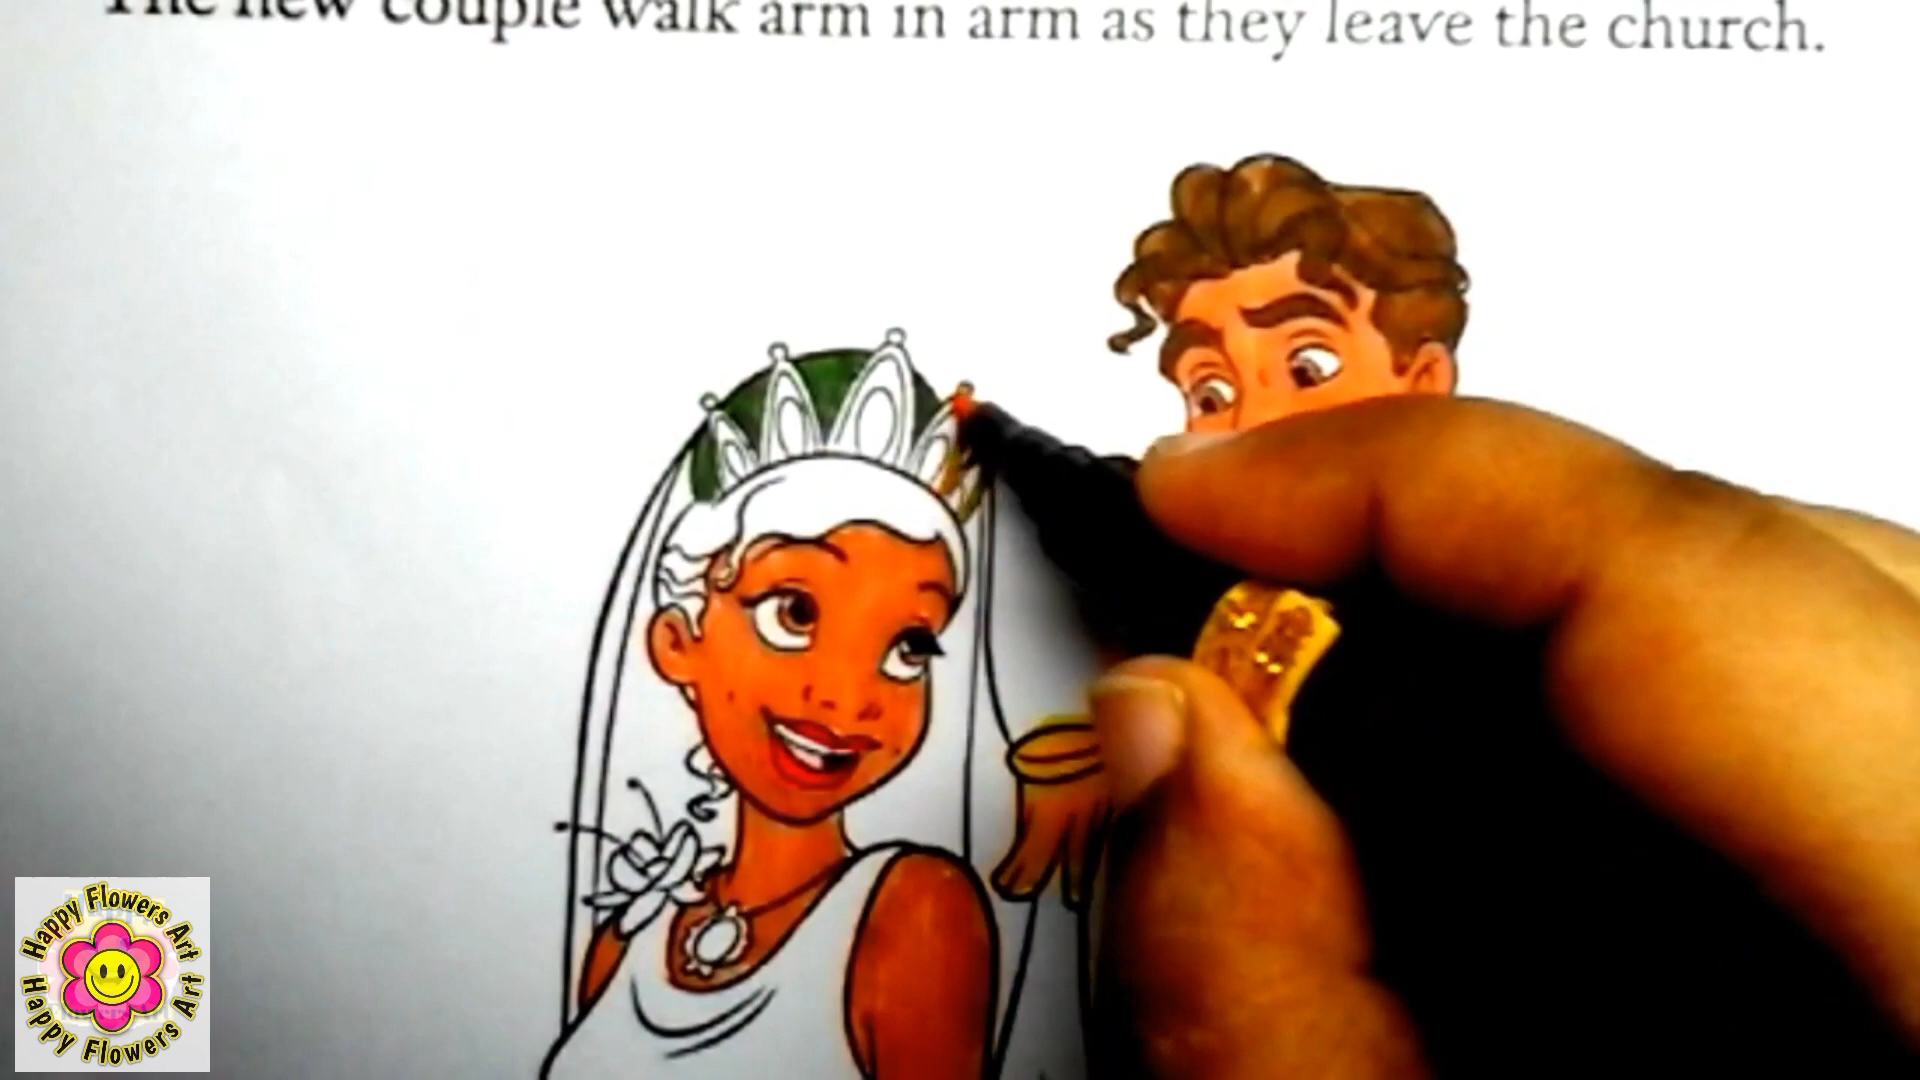 The new couple walk arm in arm as they leave the church.
Happy Flowers Art
Happy Flowers Art